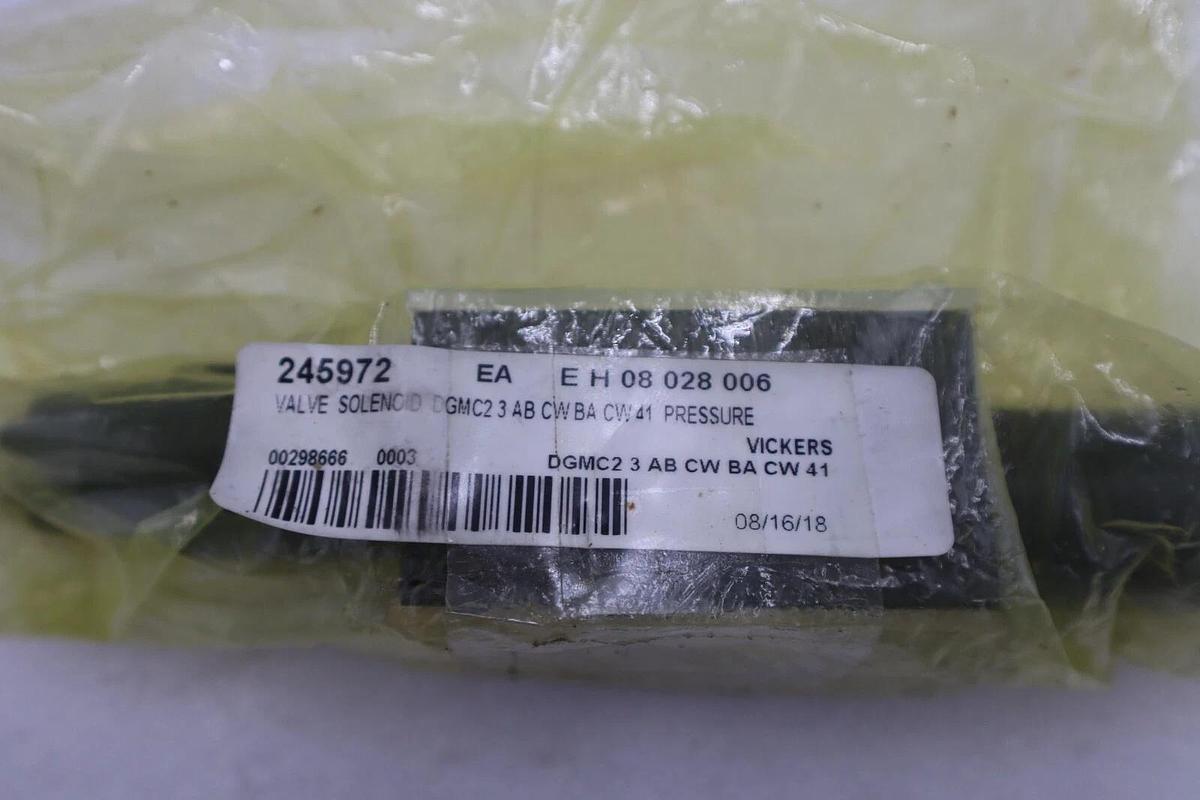 245972 EA E H 08 028 006
VALVE SOLENOID DGMC2 3 AB CW BA CW 41 PRESSURE
VICKERS
00298666 0003 DGMC2 3 AB CW BA CW 41
08/16/18